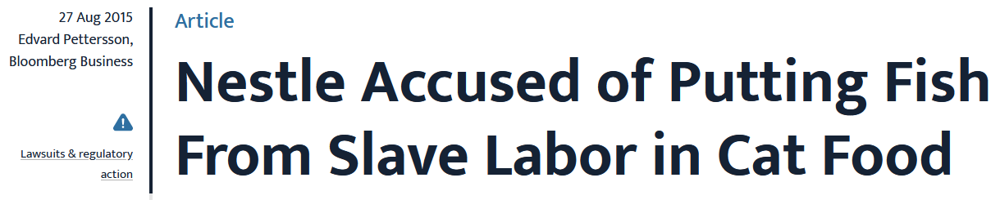 27 Aug 2015
Edvard Pettersson,
Bloomberg Business
Lawsuits & regulatory
action
Article
Nestle Accused of Putting Fish
From Slave Labor in Cat Food